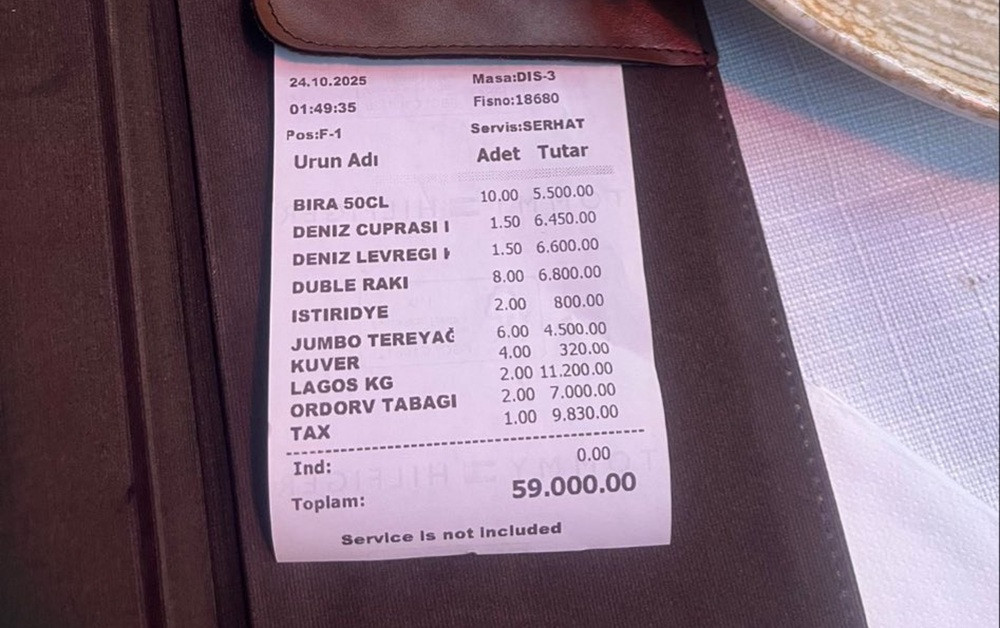 24.10.2025 Masa:DIS-3
01:49:35 Fisno:18680
Pos:F-1 Servis:SERHAT
Urun Adı Adet Tutar
BIRA 50CL 10.00 5.500.00
DENIZ CUPRASI 1.50 6.450.00
DENIZ LEVREGI 1.50 6.600.00
DUBLE RAKI 8.00 6.800.00
ISTIRIDYE 2.00 800.00
JUMBO TEREYAĞ 6.00 4.500.00
KUVER 4.00 320.00
LAGOS KG 2.00 11.200.00
ORDORV TABAGI 2.00 7.000.00
TAX 1.00 9.830.00
Ind: 0.00
Toplam: 59.000.00
Service is not included